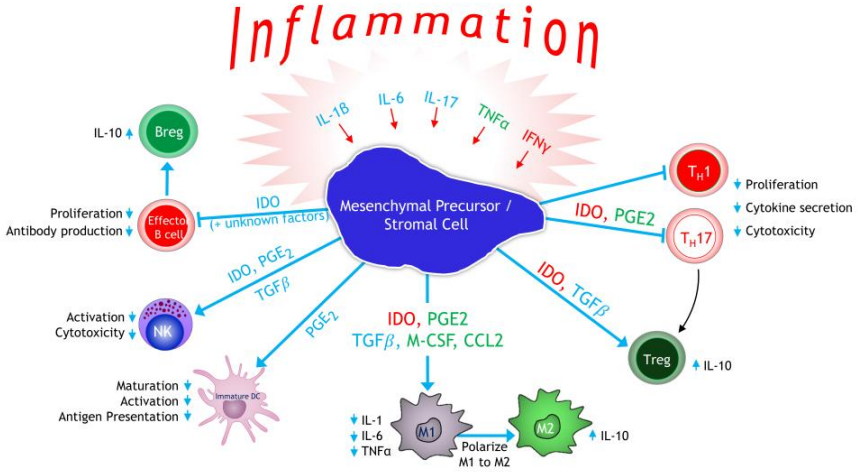 Inflammation
IL-1β
IL-6
IL-17
TNFα
IFNγ
IL-10
Breg
Mesenchymal Precursor /
Stromal Cell
TH1
Proliferation
Cytokine secretion
Cytotoxicity
IDO, PGE2
TH17
Proliferation
Antibody production
Effecto
B cell
IDO
(+ unknown factors)
IDO, PGE2
TGFβ
Activation
Cytotoxicity
NK
PGE2
IDO, PGE2
TGFβ, M-CSF, CCL2
IDO, TGFβ
Treg
IL-10
Maturation
Activation
Antigen Presentation
Immature DC
IL-1
IL-6
TNFα
M1
Polarize
M1 to M2
M2
IL-10